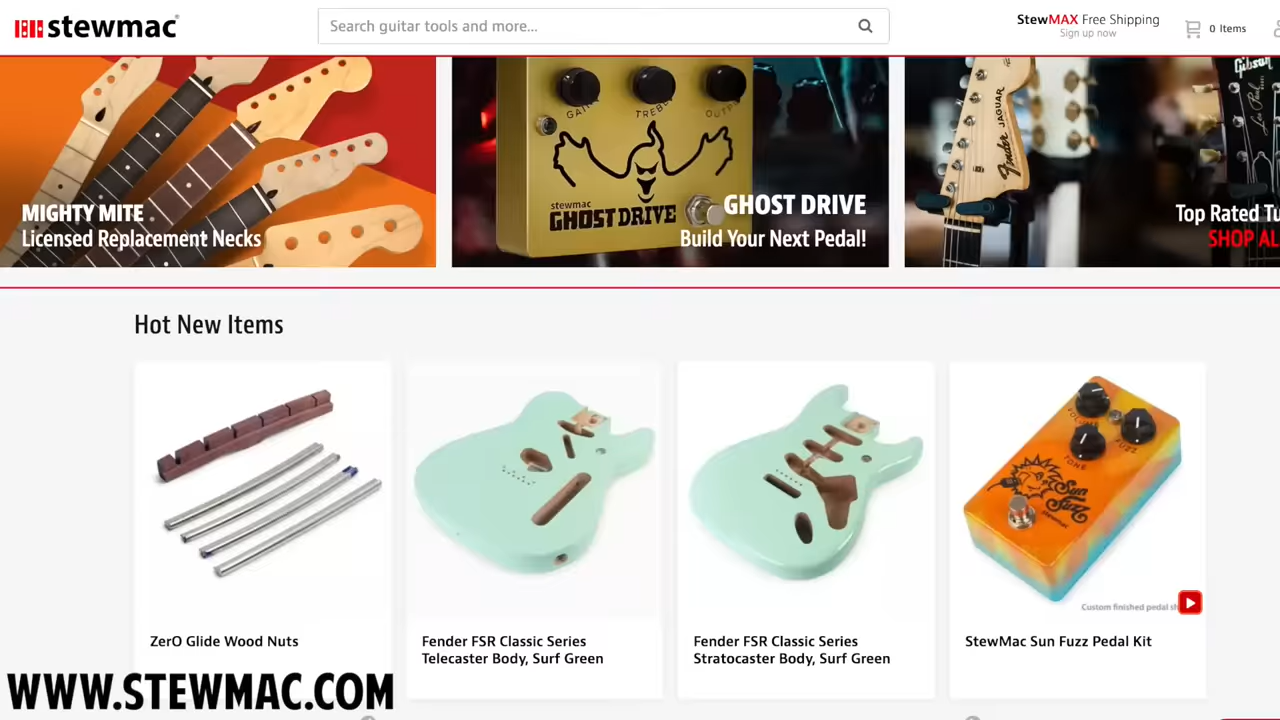 stewmac
Search guitar tools and more...
StewMAX Free Shipping
Sign up now
0 Items
MIGHTY MITE
Licensed Replacement Necks
GAIN TREBLE OUTPUT
stewmac
GHOST DRIVE
GHOST DRIVE
Build Your Next Pedal!
Fender JAGUAR
Gibson
Les Paul
Top Rated
SHOP AL
Hot New Items
VOLUME
FUZZ
TONE
Sun
Fuzz
stewmac
Custom finished pedal sh
ZerO Glide Wood Nuts
Fender FSR Classic Series
Telecaster Body, Surf Green
Fender FSR Classic Series
Stratocaster Body, Surf Green
StewMac Sun Fuzz Pedal Kit
WWW.STEWMAC.COM